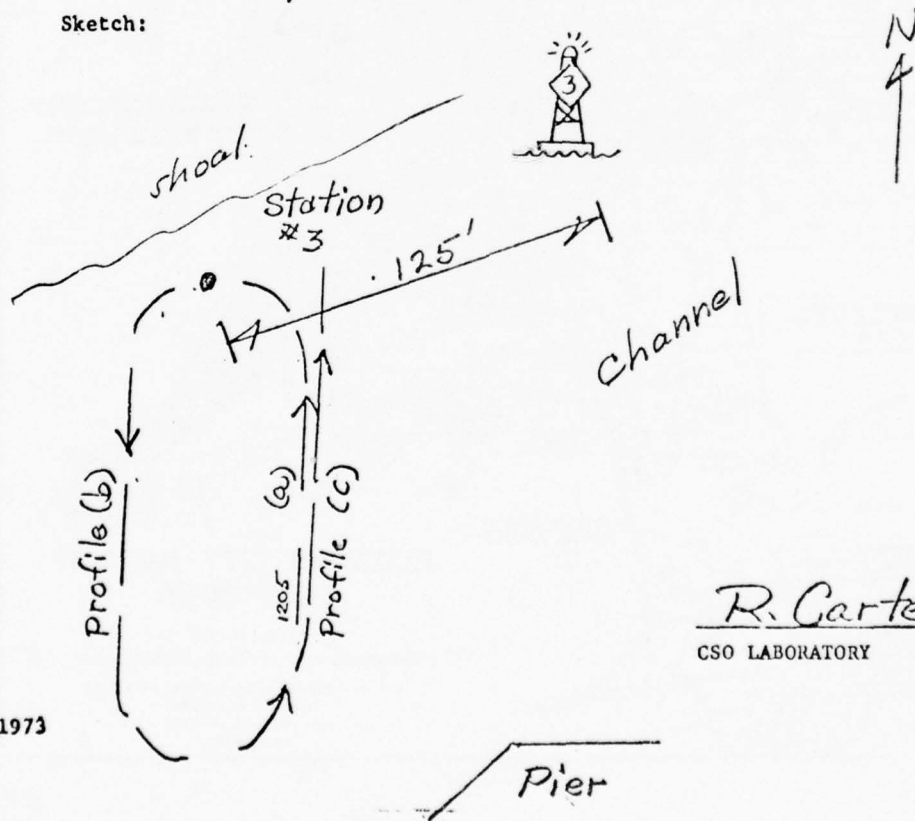 Sketch:
N
3
shoal.
Station
#3
125'
Channel
Profile (b)
(a)
Profile (c)
1205
R. Carte
CSO LABORATORY
1973
Pier